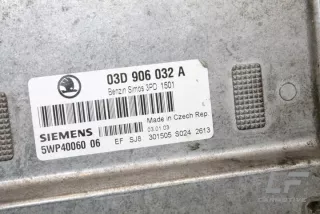 03D 906 032 A
Benzin Simos 3PD 1501
Made in Czech Rep.
SIEMENS 03.01.03
5WP40060 06 EF SJ8 301505 S024 2613